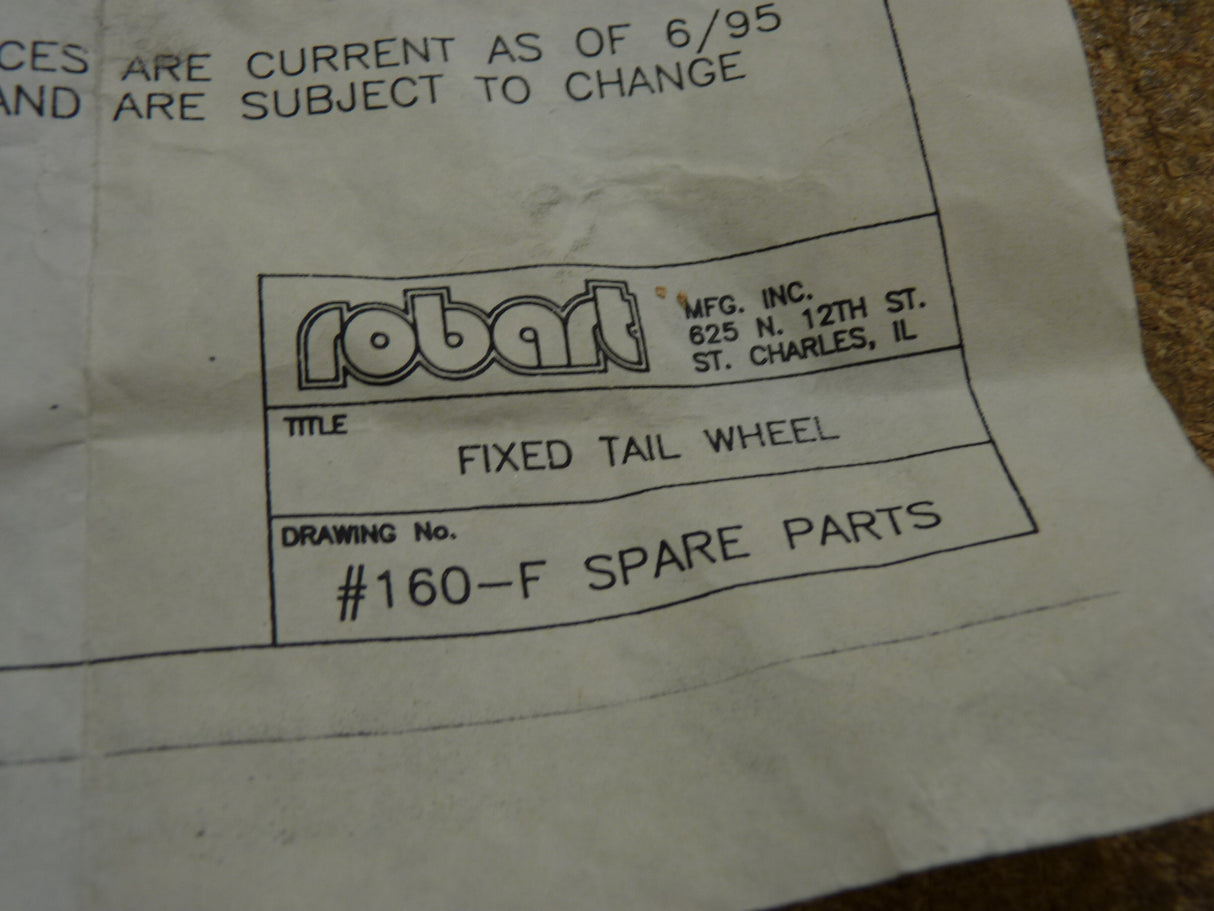 CES ARE CURRENT AS OF 6/95
AND ARE SUBJECT TO CHANGE
robart
MFG. INC.
625 N. 12TH ST.
ST. CHARLES, IL
TITLE
FIXED TAIL WHEEL
DRAWING No.
#160-F SPARE PARTS